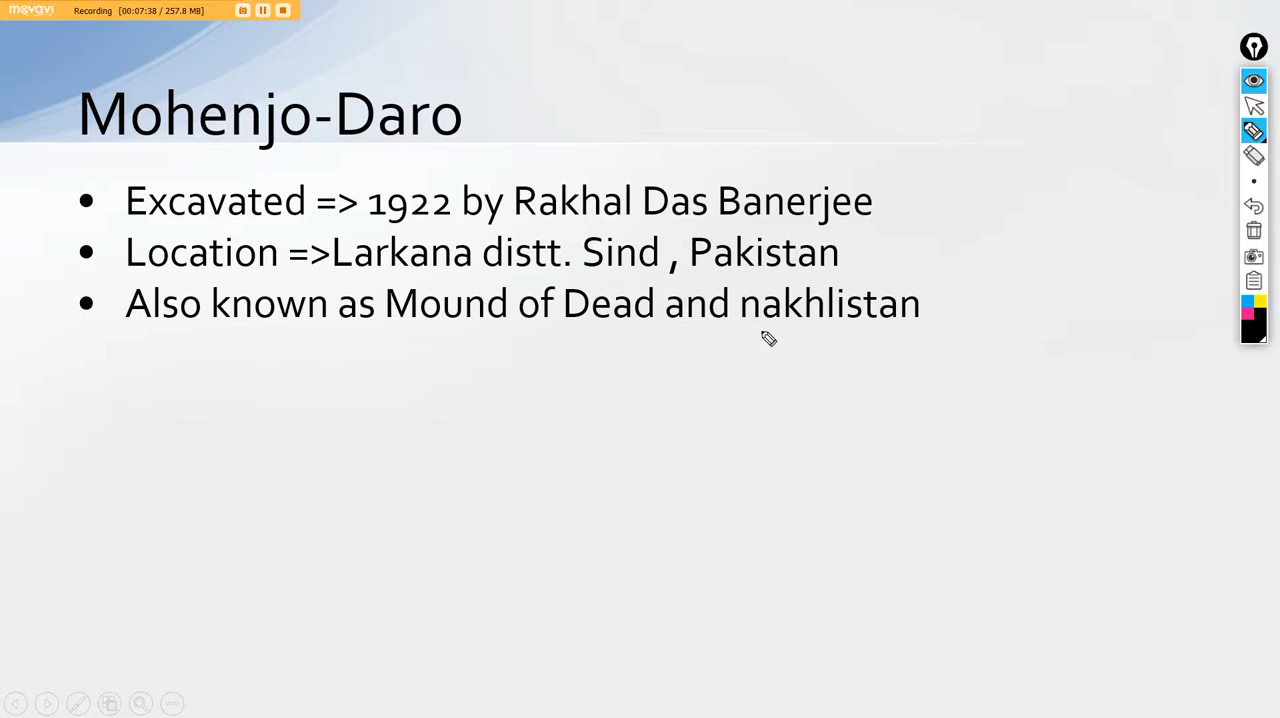 movavi Recording [00:07:38 / 257.8 MB]
Mohenjo-Daro
• Excavated => 1922 by Rakhal Das Banerjee
• Location =>Larkana distt. Sind , Pakistan
• Also known as Mound of Dead and nakhlistan